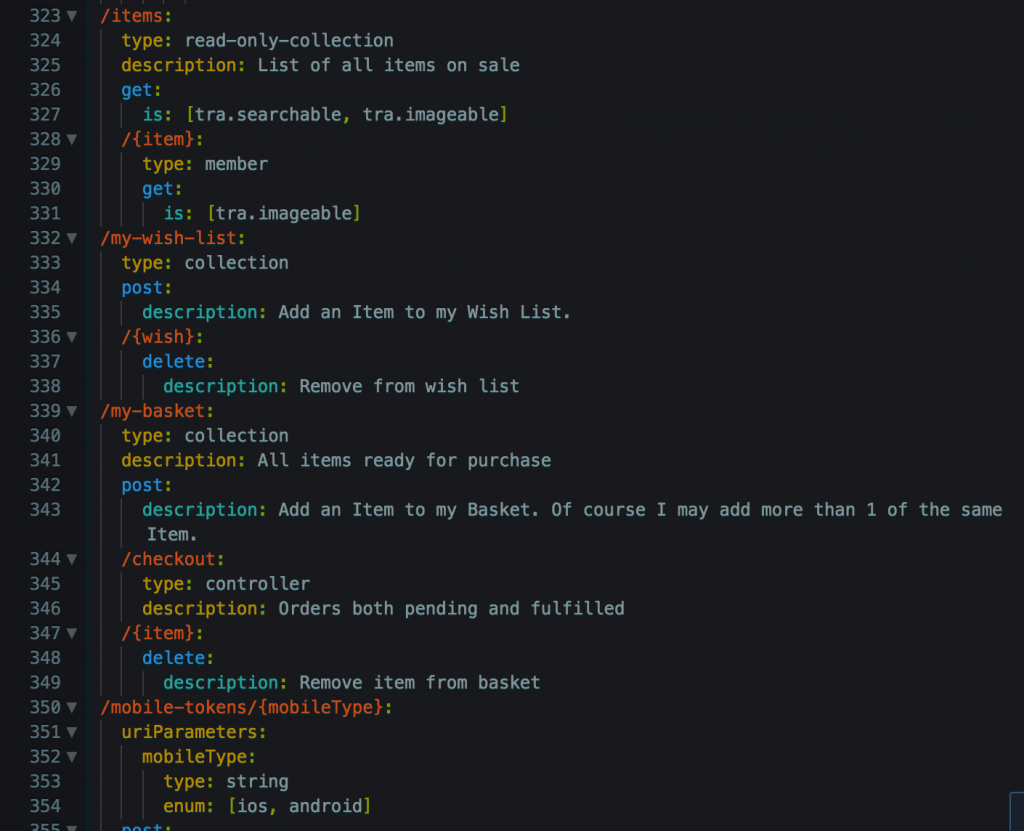 323 /items:
324 type: read-only-collection
325 description: List of all items on sale
326 get:
327 is: [tra.searchable, tra.imageable]
328 /{item}:
329 type: member
330 get:
331 is: [tra.imageable]
332 /my-wish-list:
333 type: collection
334 post:
335 description: Add an Item to my Wish List.
336 /{wish}:
337 delete:
338 description: Remove from wish list
339 /my-basket:
340 type: collection
341 description: All items ready for purchase
342 post:
343 description: Add an Item to my Basket. Of course I may add more than 1 of the same
Item.
344 /checkout:
345 type: controller
346 description: Orders both pending and fulfilled
347 /{item}:
348 delete:
349 description: Remove item from basket
350 /mobile-tokens/{mobileType}:
351 uriParameters:
352 mobileType:
353 type: string
354 enum: [ios, android]
355 post: